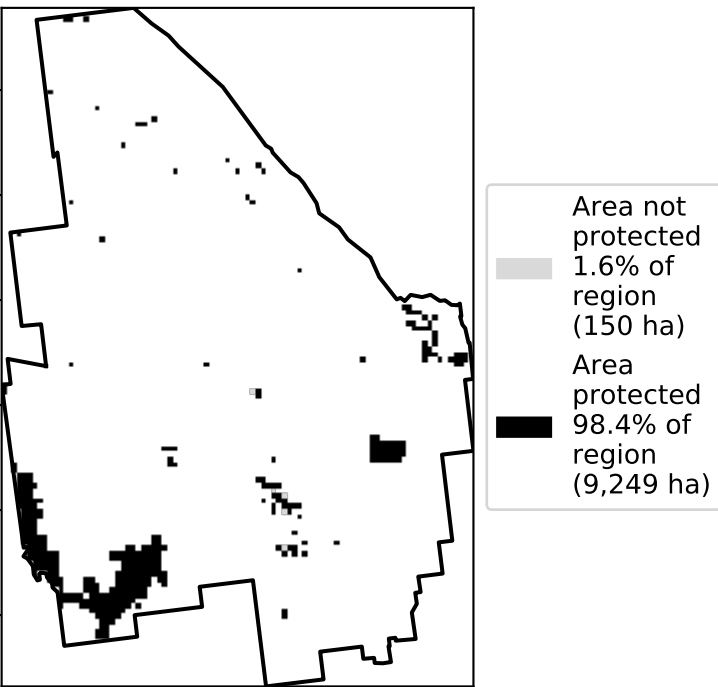 Area not
protected
1.6% of
region
(150 ha)
Area
protected
98.4% of
region
(9,249 ha)